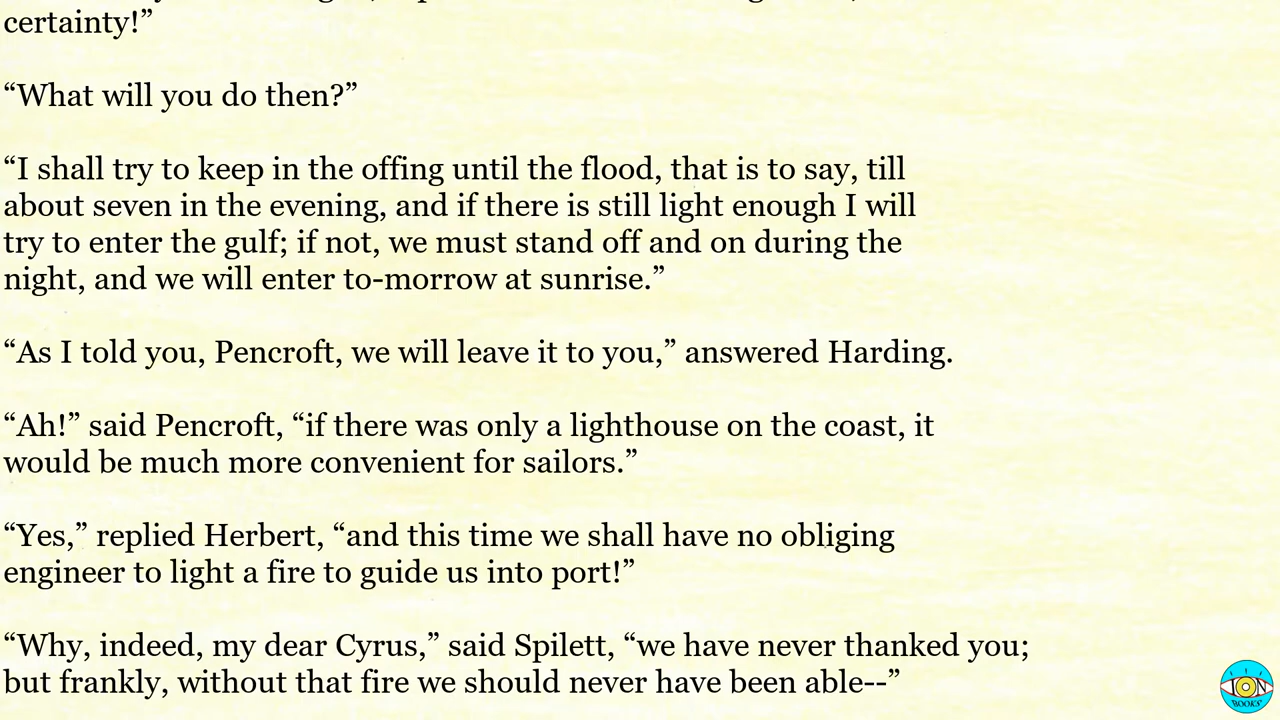 certainty!”
“What will you do then?”
“I shall try to keep in the offing until the flood, that is to say, till
about seven in the evening, and if there is still light enough I will
try to enter the gulf; if not, we must stand off and on during the
night, and we will enter to-morrow at sunrise.”
“As I told you, Pencroft, we will leave it to you,” answered Harding.
“Ah!” said Pencroft, “if there was only a lighthouse on the coast, it
would be much more convenient for sailors.”
“Yes,” replied Herbert, “and this time we shall have no obliging
engineer to light a fire to guide us into port!”
“Why, indeed, my dear Cyrus,” said Spilett, “we have never thanked you;
but frankly, without that fire we should never have been able--”
ION
BOOKS